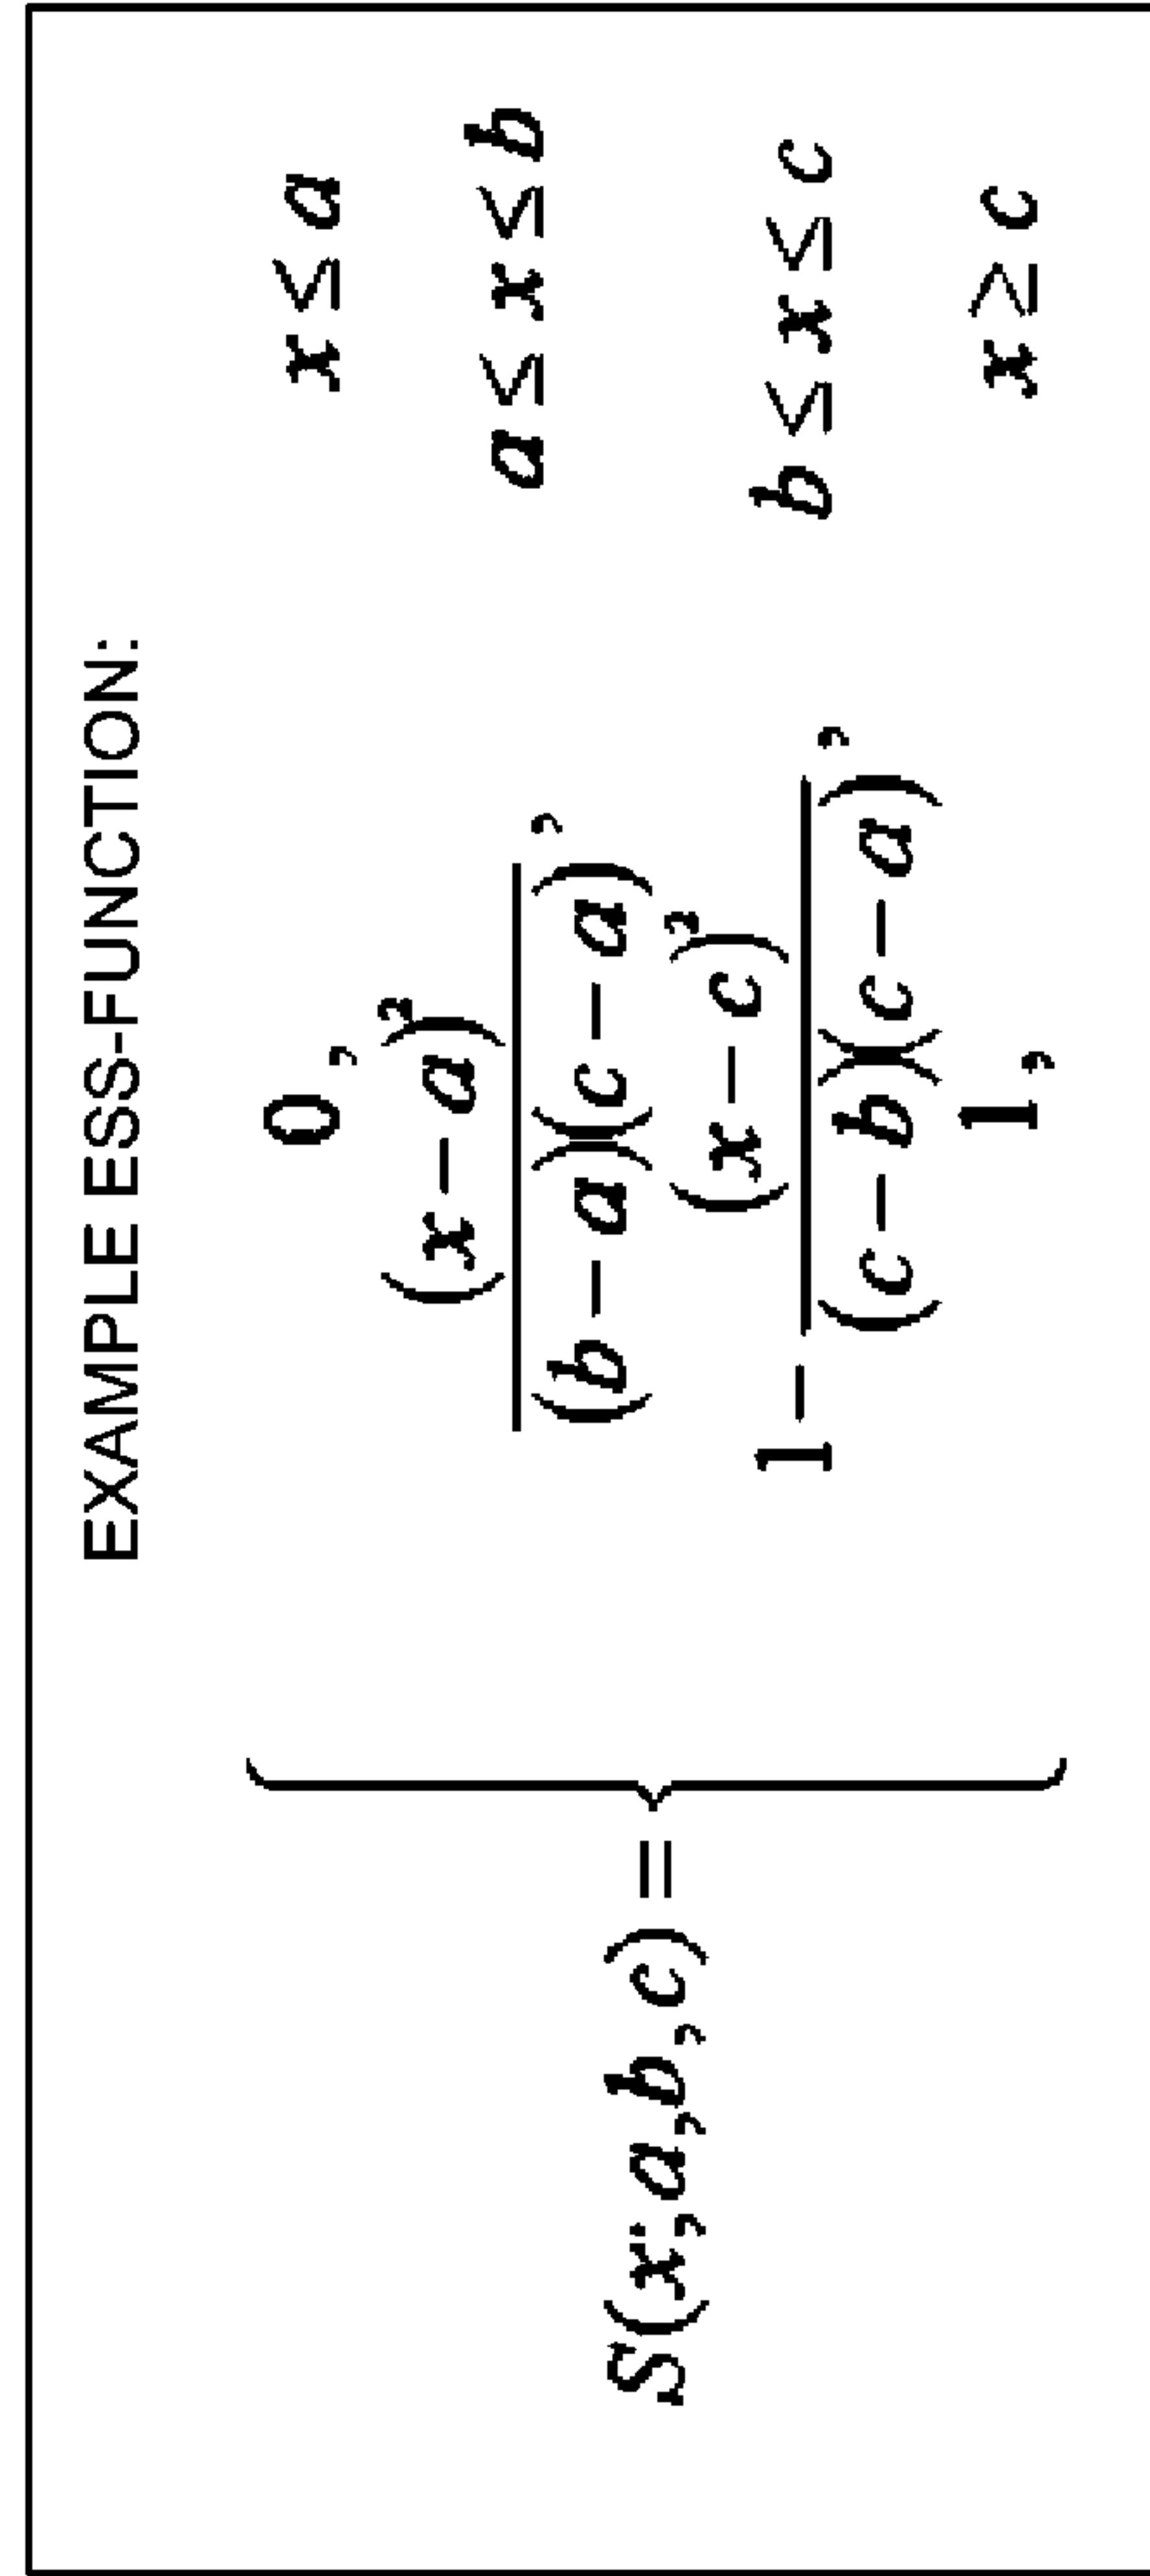 EXAMPLE ESS-FUNCTION:
S(x;a,b,c) = {
0, x ≤ a
(x − a)² / (b − a)(c − a), a ≤ x ≤ b
1 − (x − c)² / (c − b)(c − a), b ≤ x ≤ c
1, x ≥ c